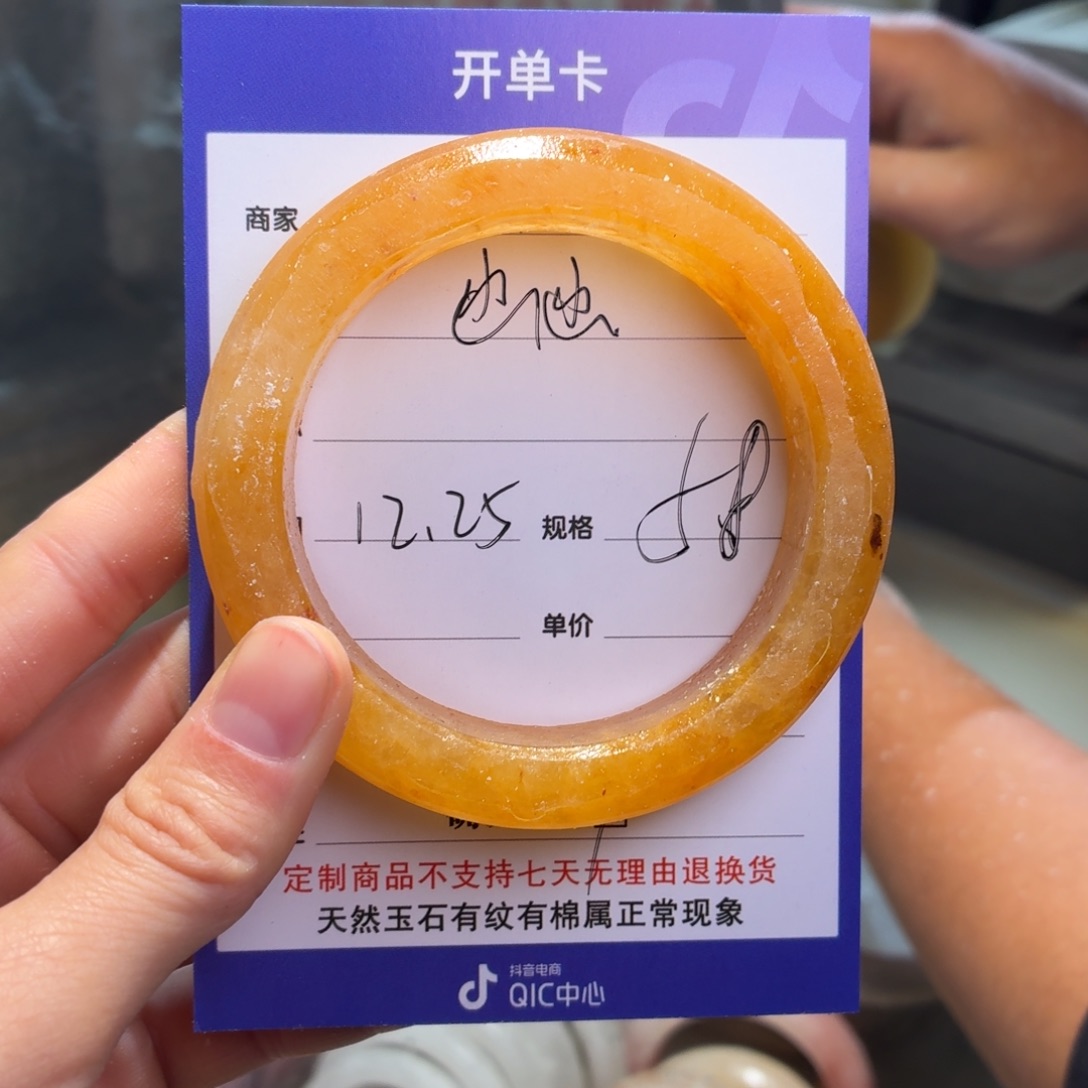 开单卡
商家
12.25 规格 58
单价
定制商品不支持七天无理由退换货
天然玉石有纹有棉属正常现象
抖音电商
QIC中心